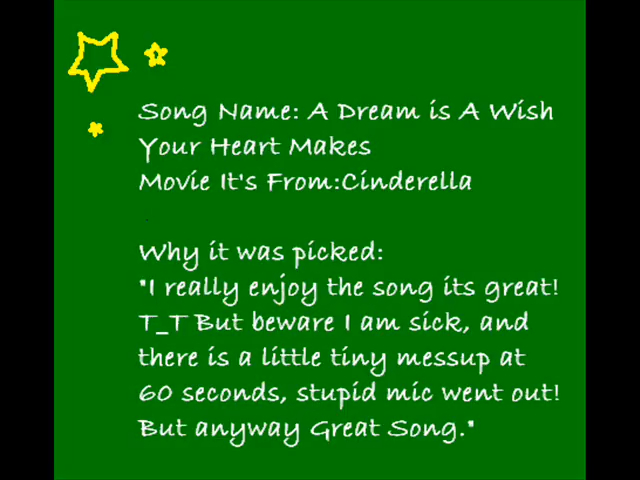 Song Name: A Dream is A Wish
Your Heart Makes
Movie It's From:Cinderella
Why it was picked:
"I really enjoy the song its great!
T_T But beware I am sick, and
there is a little tiny messup at
60 seconds, stupid mic went out!
But anyway Great Song."